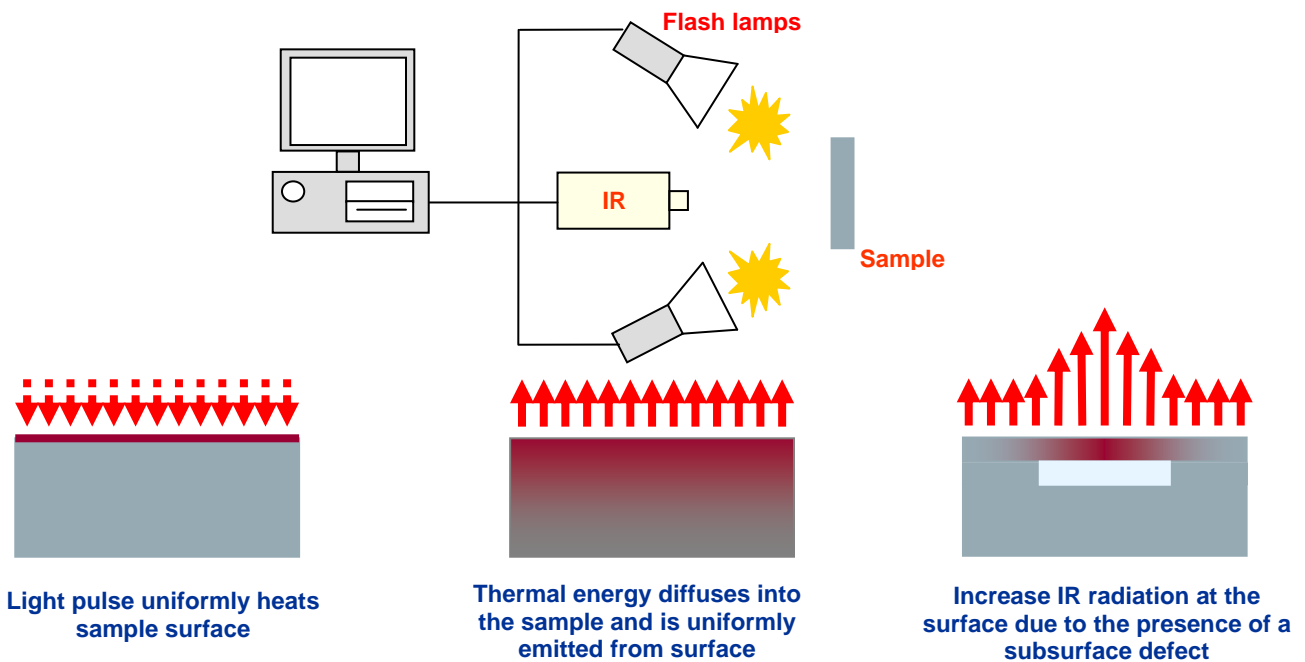 Flash lamps
IR
Sample
Light pulse uniformly heats
sample surface
Thermal energy diffuses into
the sample and is uniformly
emitted from surface
Increase IR radiation at the
surface due to the presence of a
subsurface defect